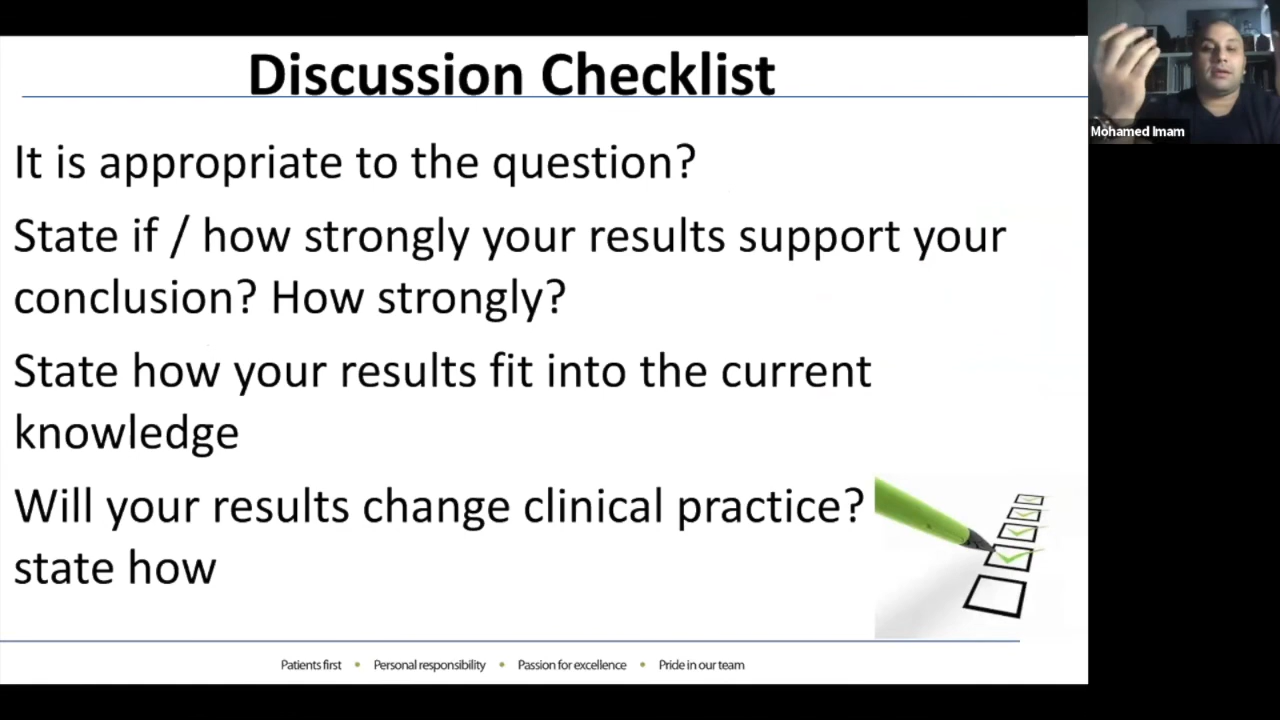 Discussion Checklist
Mohamed Imam
It is appropriate to the question?
State if / how strongly your results support your
conclusion? How strongly?
State how your results fit into the current
knowledge
Will your results change clinical practice?
state how
Patients first • Personal responsibility • Passion for excellence • Pride in our team